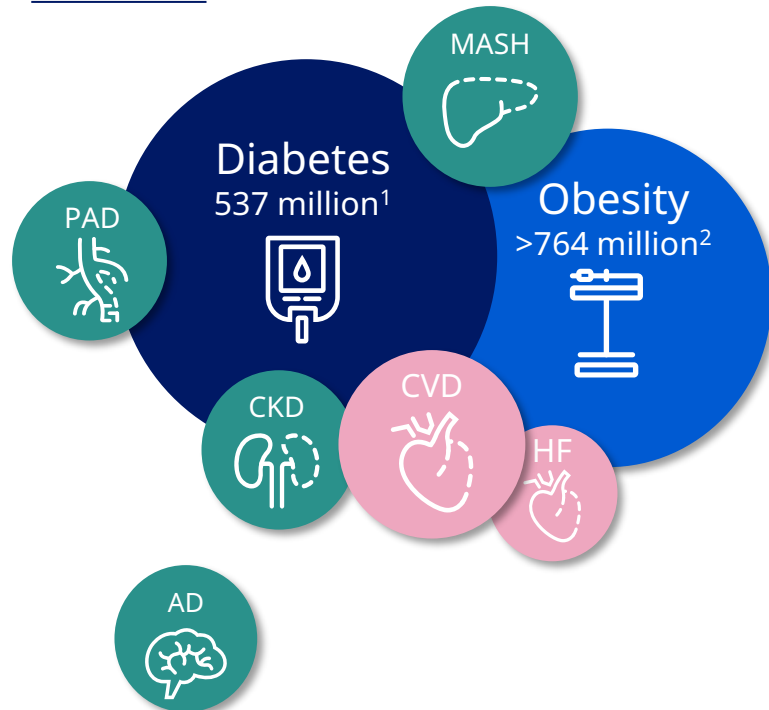 MASH
Diabetes
537 million¹
Obesity
>764 million²
PAD
CKD
CVD
HF
AD